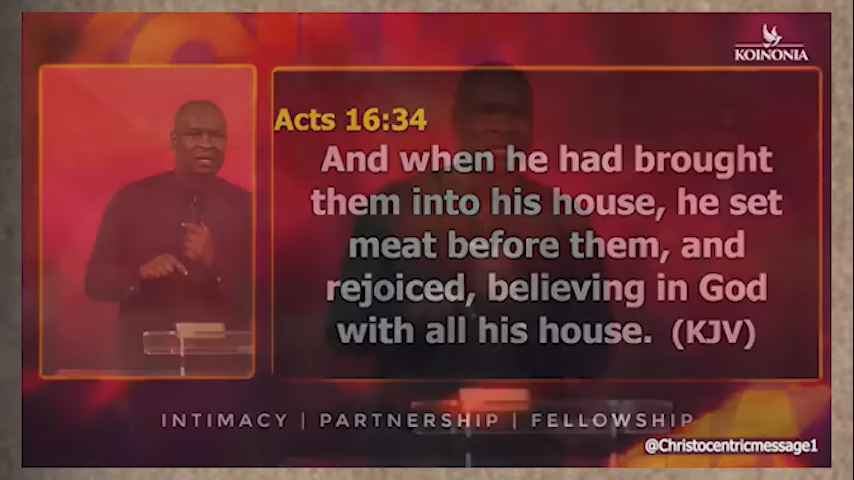 KOINONIA
Acts 16:34
And when he had brought
them into his house, he set
meat before them, and
rejoiced, believing in God
with all his house. (KJV)
INTIMACY | PARTNERSHIP | FELLOWSHIP
@Christocentricmessage1